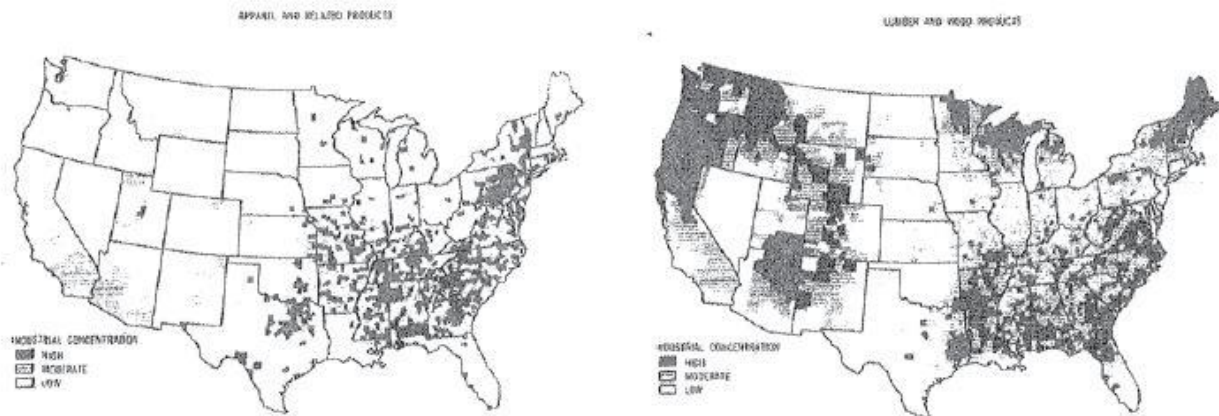 APPAREL AND RELATED PRODUCTS
INDUSTRIAL CONCENTRATION
HIGH
MODERATE
LOW
LUMBER AND WOOD PRODUCTS
INDUSTRIAL CONCENTRATION
HIGH
MODERATE
LOW